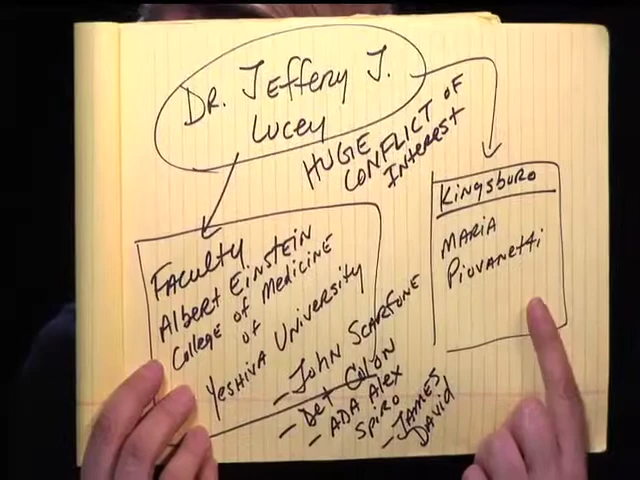 Dr. Jeffery J.
Lucey
HUGE
CONFLICT OF
Interest
Kingsboro
MARIA
Piovanetti
Faculty
Albert EINSTEIN
College of Medicine
of
Yeshiva University
- John SCARFONE
- Det Colon
- ADA Alex
Spiro
- JAMES
David